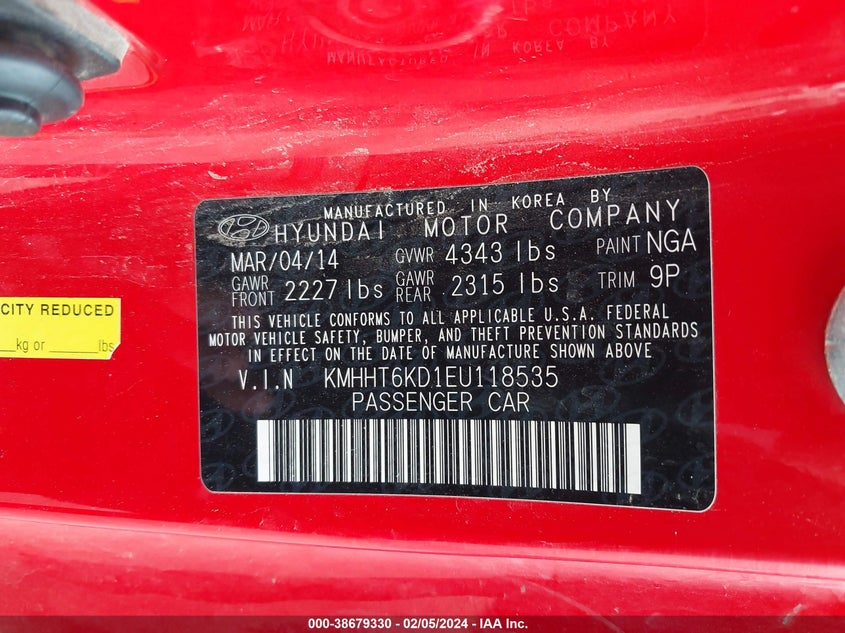 MANUFACTURED IN KOREA BY
HYUNDAI MOTOR COMPANY
MAR/04/14 GVWR 4343 lbs PAINT NGA
GAWR FRONT 2227 lbs GAWR REAR 2315 lbs TRIM 9P
THIS VEHICLE CONFORMS TO ALL APPLICABLE U.S.A. FEDERAL
MOTOR VEHICLE SAFETY, BUMPER, AND THEFT PREVENTION STANDARDS
IN EFFECT ON THE DATE OF MANUFACTURE SHOWN ABOVE
V.I.N KMHHT6KD1EU118535
PASSENGER CAR
CITY REDUCED
kg or lbs
000-38679330 - 02/05/2024 - IAA Inc.